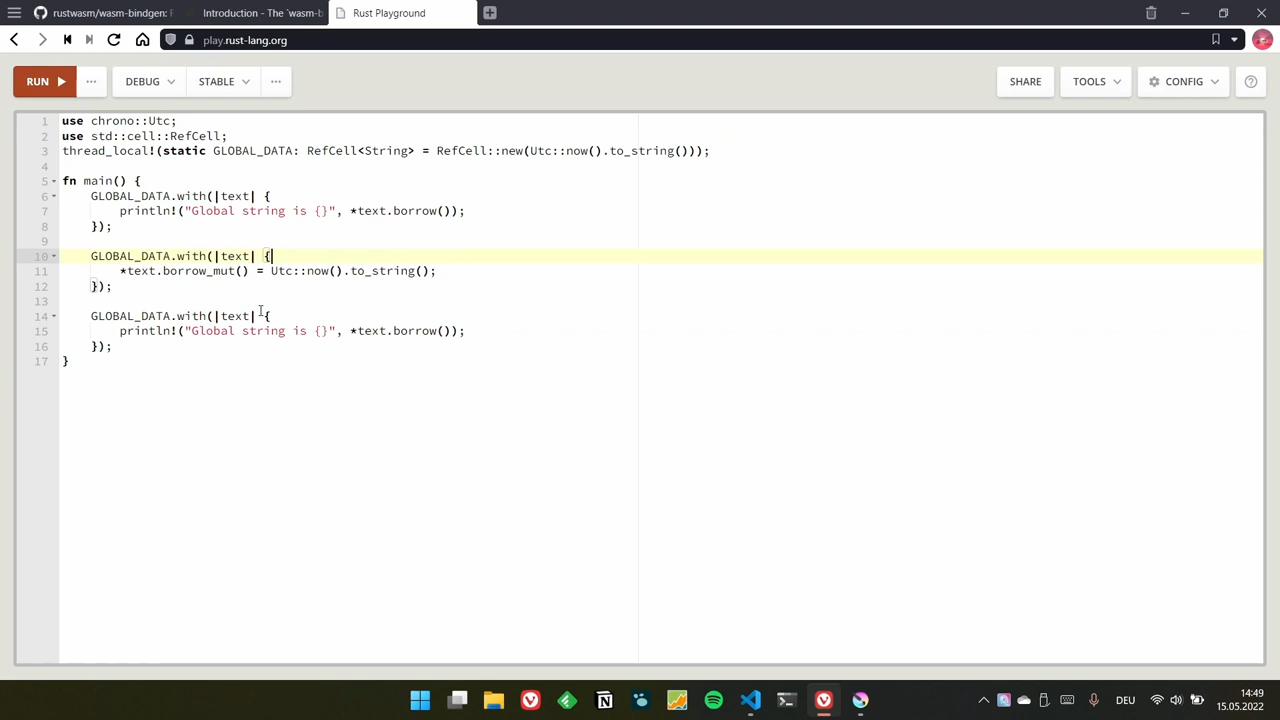 rustwasm/wasm-bindgen: F
Introduction - The `wasm-b
Rust Playground
play.rust-lang.org
RUN
DEBUG
STABLE
SHARE
TOOLS
CONFIG
1 use chrono::Utc;
2 use std::cell::RefCell;
3 thread_local!(static GLOBAL_DATA: RefCell<String> = RefCell::new(Utc::now().to_string()));
4
5 fn main() {
6 GLOBAL_DATA.with(|text| {
7 println!("Global string is {}", *text.borrow());
8 });
9
10 GLOBAL_DATA.with(|text| {
11 *text.borrow_mut() = Utc::now().to_string();
12 });
13
14 GLOBAL_DATA.with(|text| {
15 println!("Global string is {}", *text.borrow());
16 });
17 }
DEU
14:49
15.05.2022